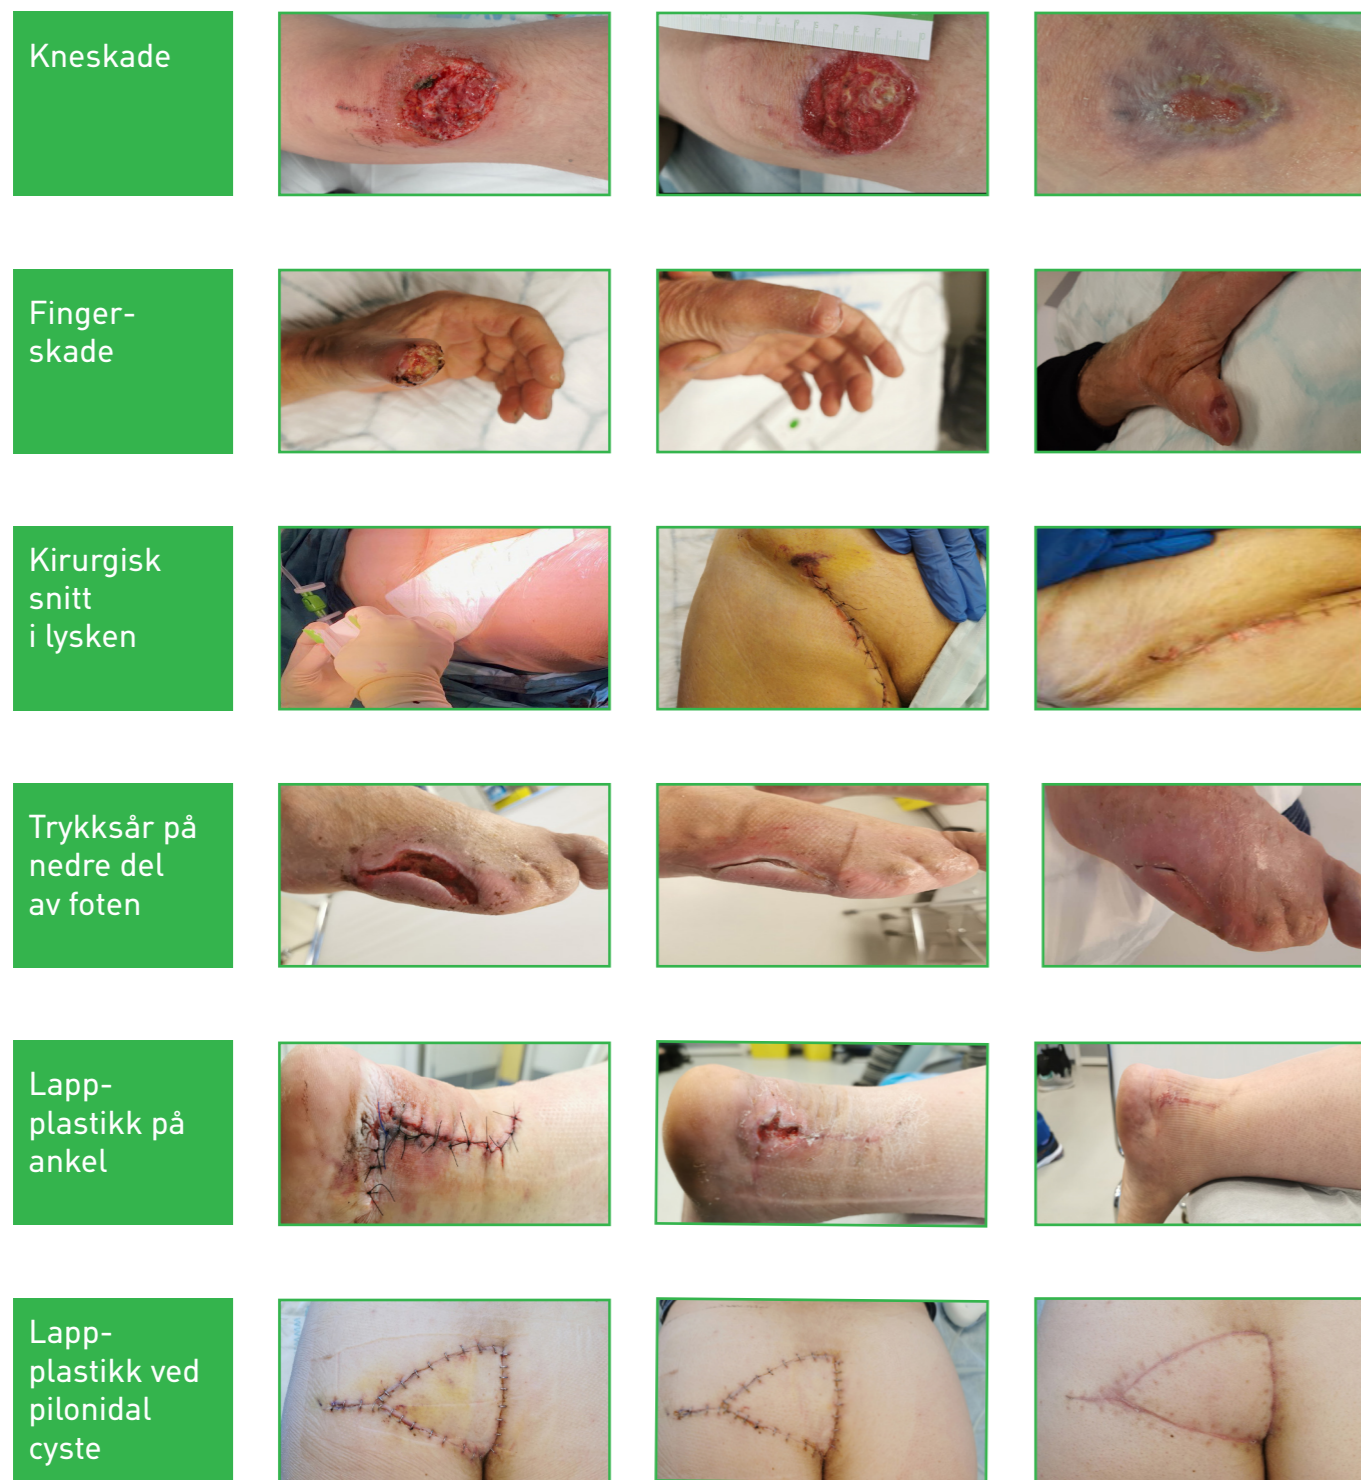 Kneskade
Finger-
skade
Kirurgisk
snitt
i lysken
Trykksår på
nedre del
av foten
Lapp-
plastikk på
ankel
Lapp-
plastikk ved
pilonidal
cyste